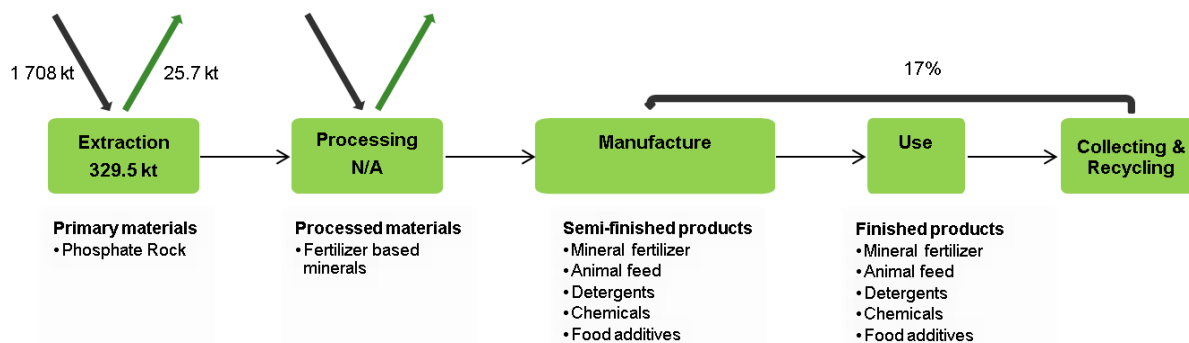 1 708 kt
25.7 kt
17%
Extraction
329.5 kt
Processing
N/A
Manufacture
Use
Collecting &
Recycling
Primary materials
• Phosphate Rock
Processed materials
• Fertilizer based
minerals
Semi-finished products
• Mineral fertilizer
• Animal feed
• Detergents
• Chemicals
• Food additives
Finished products
• Mineral fertilizer
• Animal feed
• Detergents
• Chemicals
• Food additives